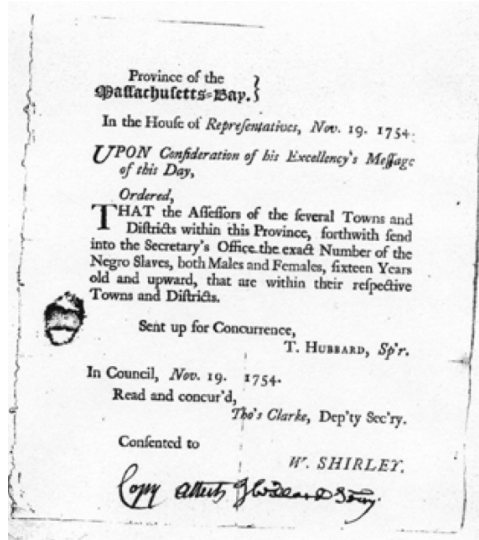 Province of the
Maſſachuſetts=Bay.
In the Houſe of Repreſentatives, Nov. 19. 1754.
UPON Conſideration of his Excellency's Meſſage
of this Day,
Ordered,
THAT the Aſſeſſors of the ſeveral Towns and
Diſtricts within this Province, forthwith ſend
into the Secretary's Office the exact Number of the
Negro Slaves, both Males and Females, ſixteen Years
old and upward, that are within their reſpective
Towns and Diſtricts.
Sent up for Concurrence,
T. HUBBARD, Sp'r.
In Council, Nov. 19. 1754.
Read and concur'd,
Tho's Clarke, Dep'ty Sec'ry.
Conſented to
W. SHIRLEY.
Copy Attest J Willard Secry.